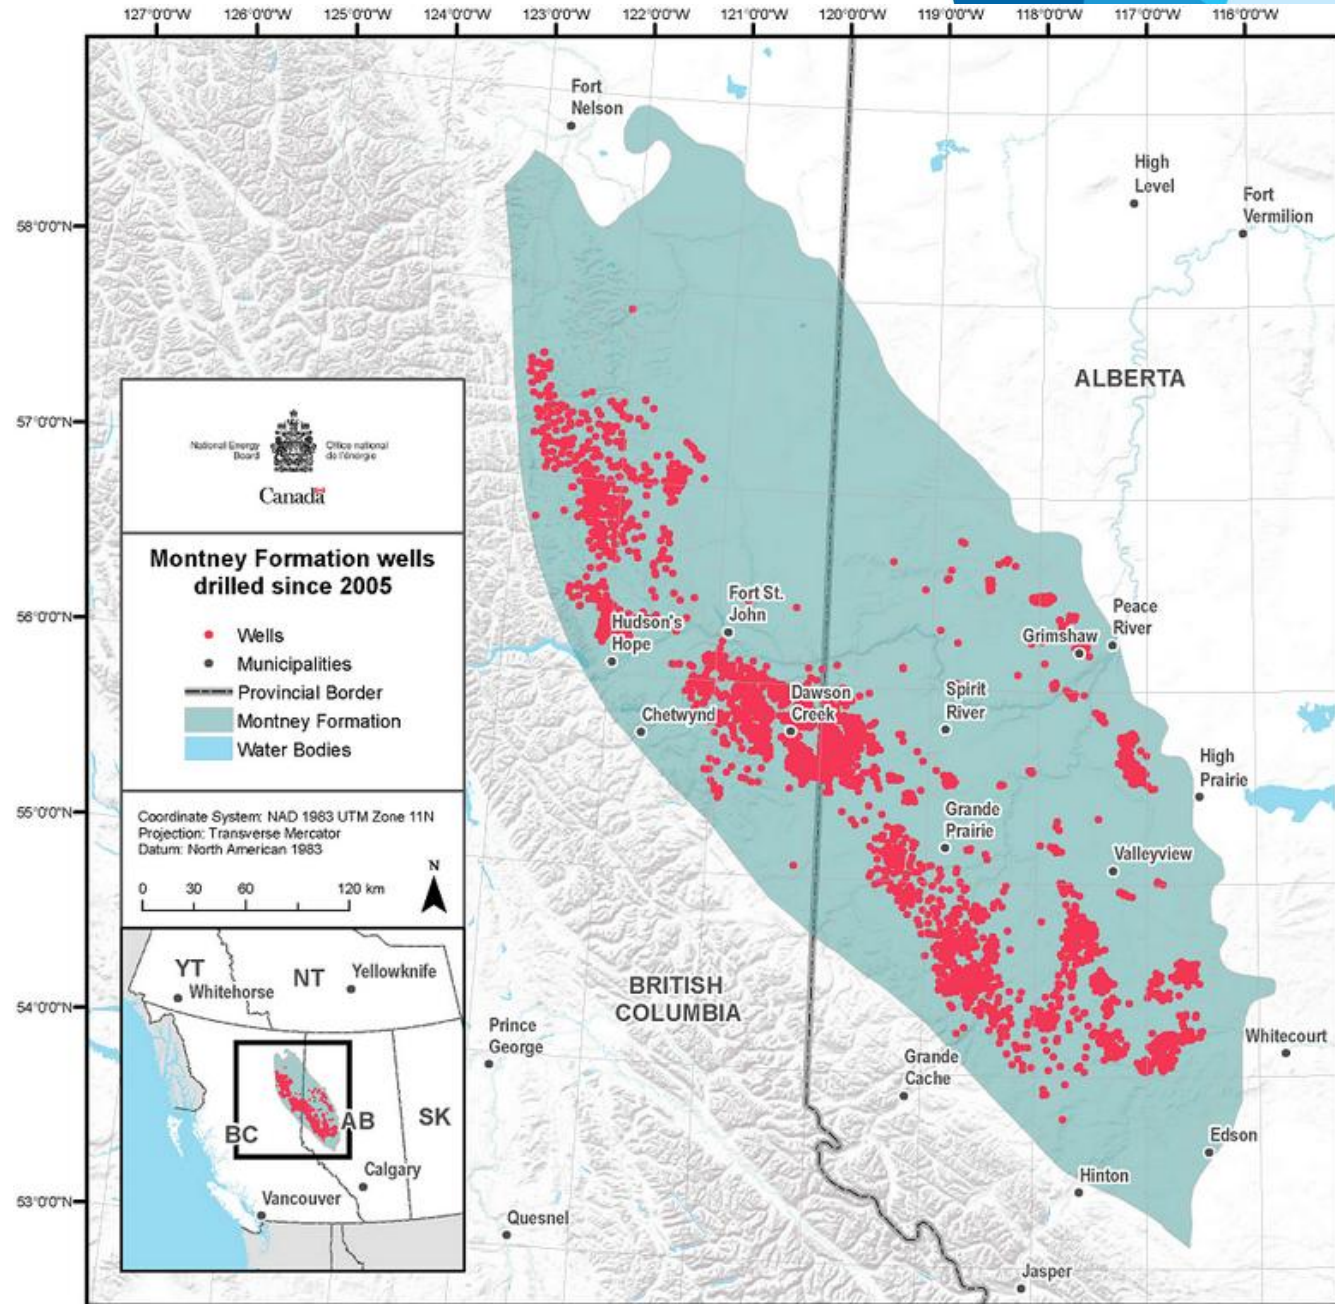 127°0'0"W 126°0'0"W 125°0'0"W 124°0'0"W 123°0'0"W 122°0'0"W 121°0'0"W 120°0'0"W 119°0'0"W 118°0'0"W 117°0'0"W 116°0'0"W
Fort
Nelson
High
Level
Fort
Vermilion
58°0'0"N
ALBERTA
57°0'0"N
National Energy
Board
Office national
de l'énergie
Canada
Montney Formation wells
drilled since 2005
Wells
Municipalities
Provincial Border
Montney Formation
Water Bodies
Coordinate System: NAD 1983 UTM Zone 11N
Projection: Transverse Mercator
Datum: North American 1983
N
0 30 60 120 km
56°0'0"N
Fort St.
John
Hudson's
Hope
Peace
River
Grimshaw
Chetwynd
Dawson
Creek
Spirit
River
High
Prairie
55°0'0"N
Grande
Prairie
Valleyview
BRITISH
COLUMBIA
54°0'0"N
Prince
George
Whitecourt
Grande
Cache
Edson
Hinton
53°0'0"N
Quesnel
Jasper
YT
Whitehorse
NT
Yellowknife
BC
AB
SK
Calgary
Vancouver